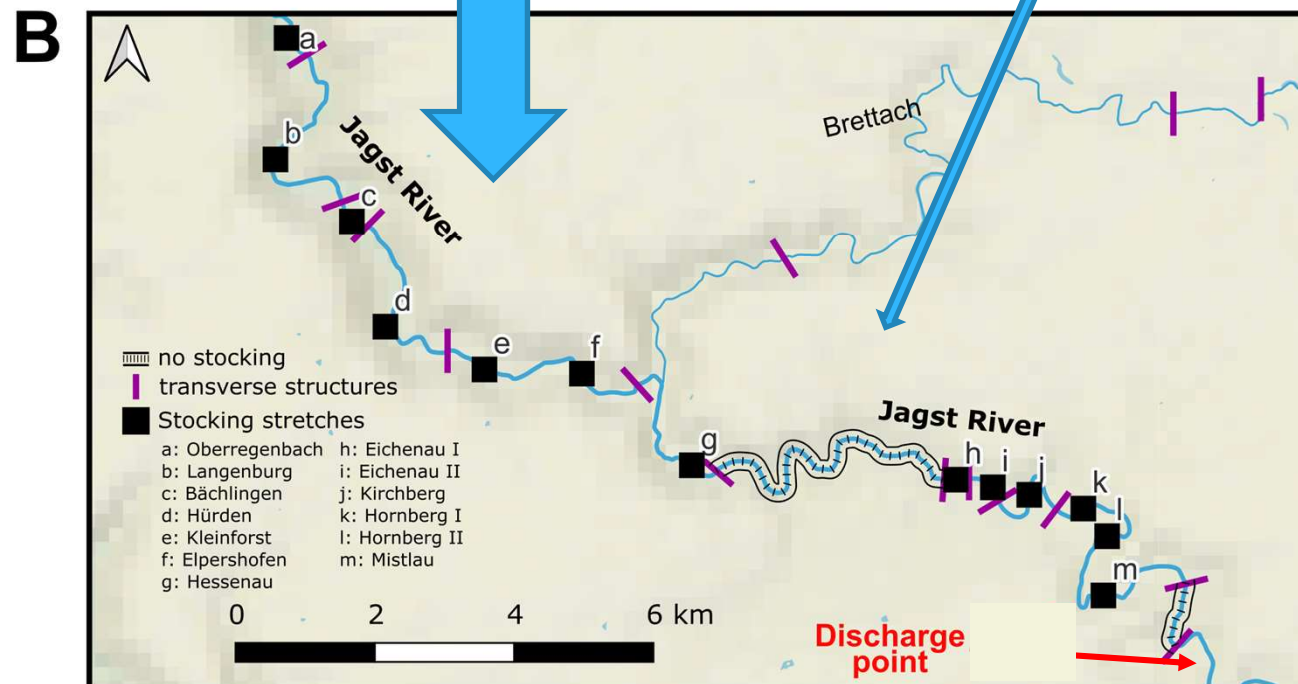 B
a
b
Jagst River
c
Brettach
d
e
f
no stocking
transverse structures
Stocking stretches
a: Oberregenbach
b: Langenburg
c: Bächlingen
d: Hürden
e: Kleinforst
f: Elpershofen
g: Hessenau
h: Eichenau I
i: Eichenau II
j: Kirchberg
k: Hornberg I
l: Hornberg II
m: Mistlau
Jagst River
g
h
i
j
k
l
m
0 2 4 6 km
Discharge
point